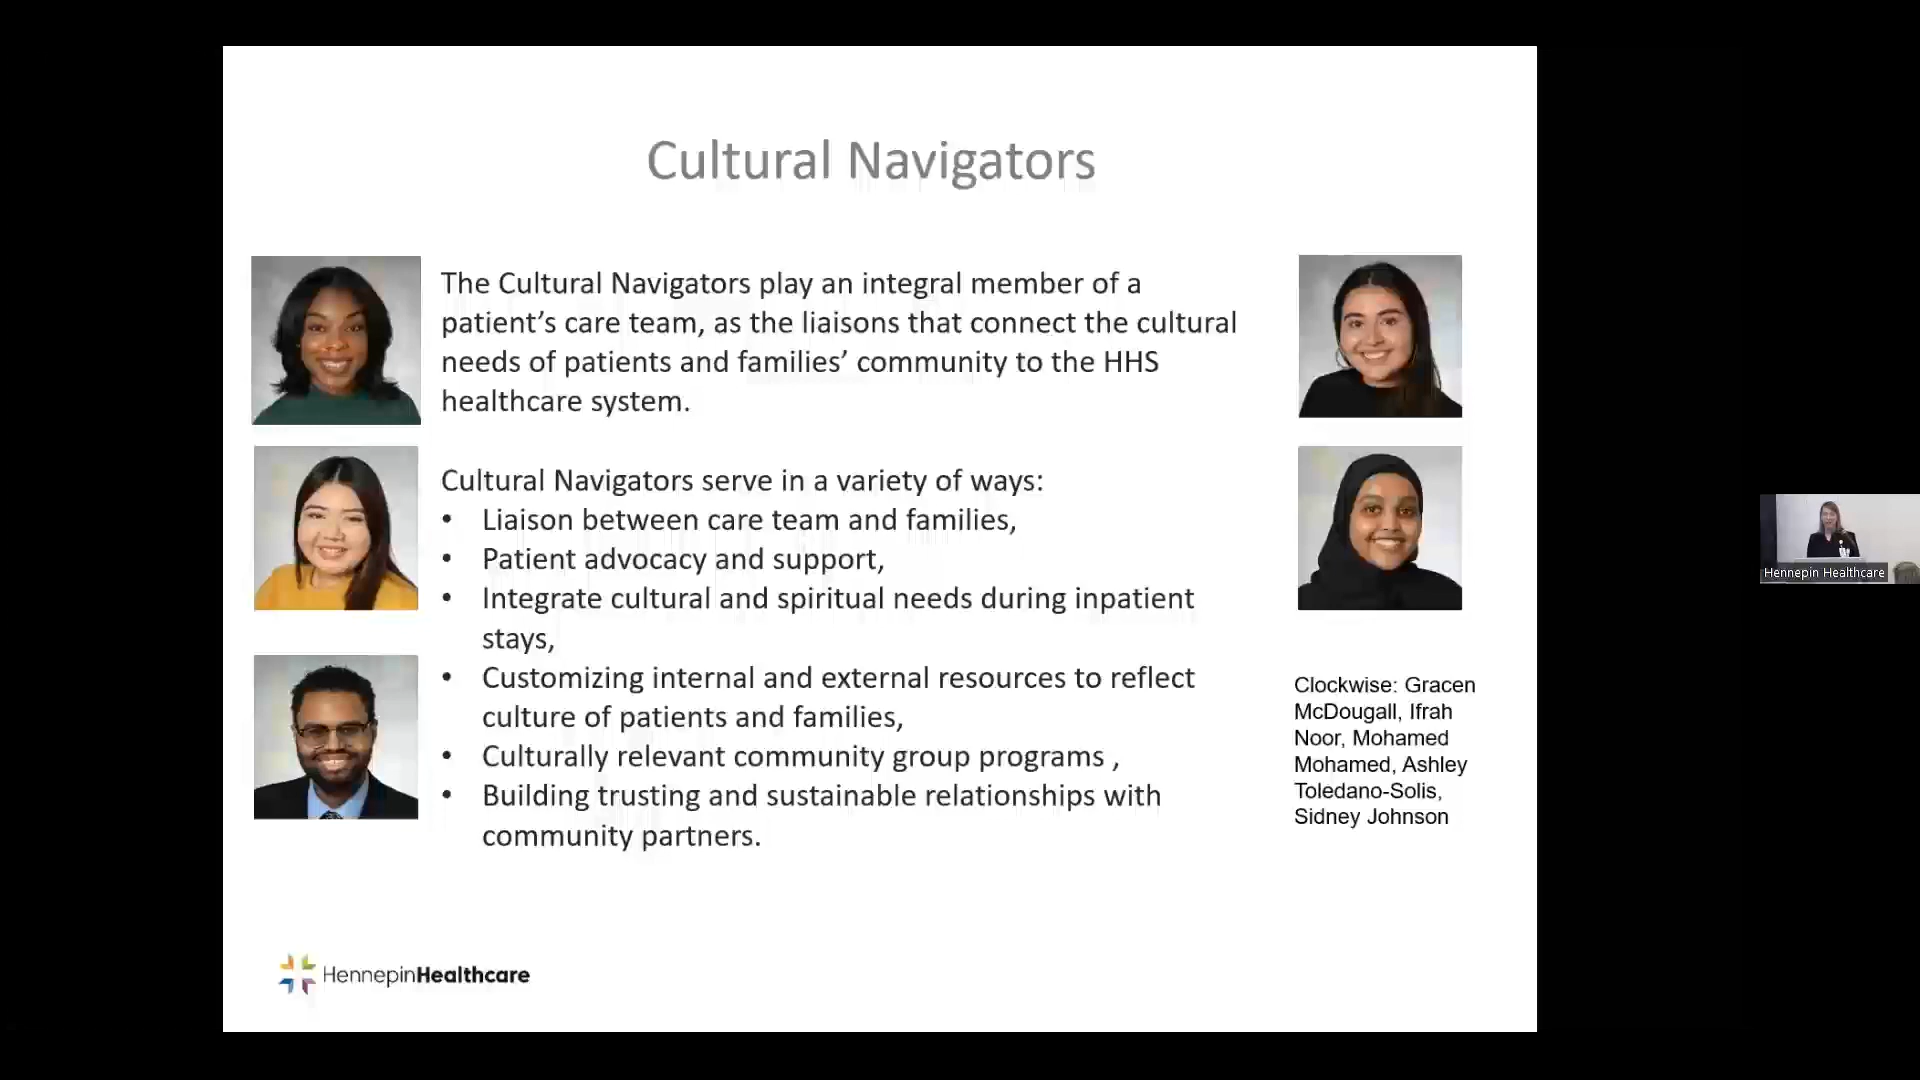 Cultural Navigators
The Cultural Navigators play an integral member of a
patient’s care team, as the liaisons that connect the cultural
needs of patients and families’ community to the HHS
healthcare system.
Cultural Navigators serve in a variety of ways:
• Liaison between care team and families,
• Patient advocacy and support,
• Integrate cultural and spiritual needs during inpatient
stays,
• Customizing internal and external resources to reflect
culture of patients and families,
• Culturally relevant community group programs ,
• Building trusting and sustainable relationships with
community partners.
Clockwise: Gracen
McDougall, Ifrah
Noor, Mohamed
Mohamed, Ashley
Toledano-Solis,
Sidney Johnson
HennepinHealthcare
Hennepin Healthcare